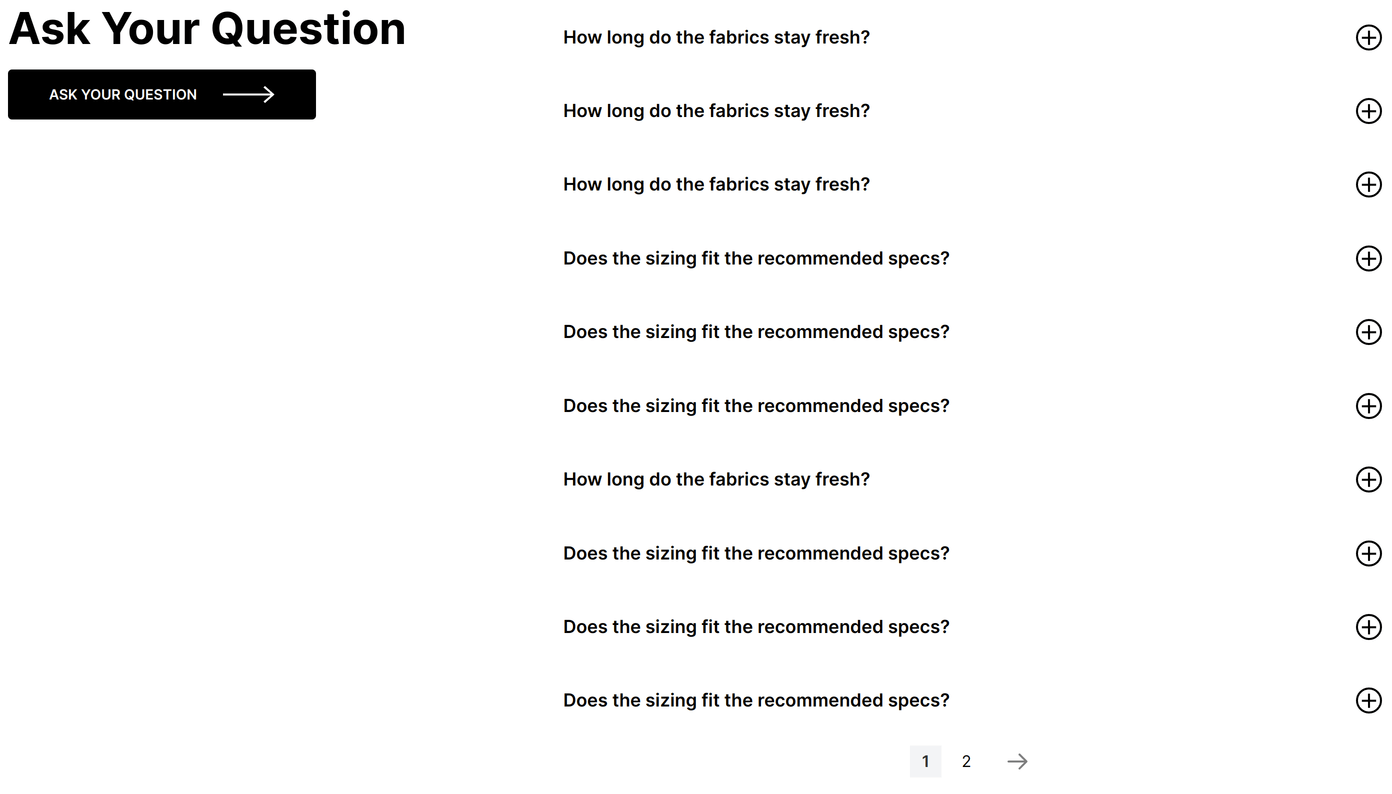 Ask Your Question
ASK YOUR QUESTION
How long do the fabrics stay fresh?
How long do the fabrics stay fresh?
How long do the fabrics stay fresh?
Does the sizing fit the recommended specs?
Does the sizing fit the recommended specs?
Does the sizing fit the recommended specs?
How long do the fabrics stay fresh?
Does the sizing fit the recommended specs?
Does the sizing fit the recommended specs?
Does the sizing fit the recommended specs?
1 2